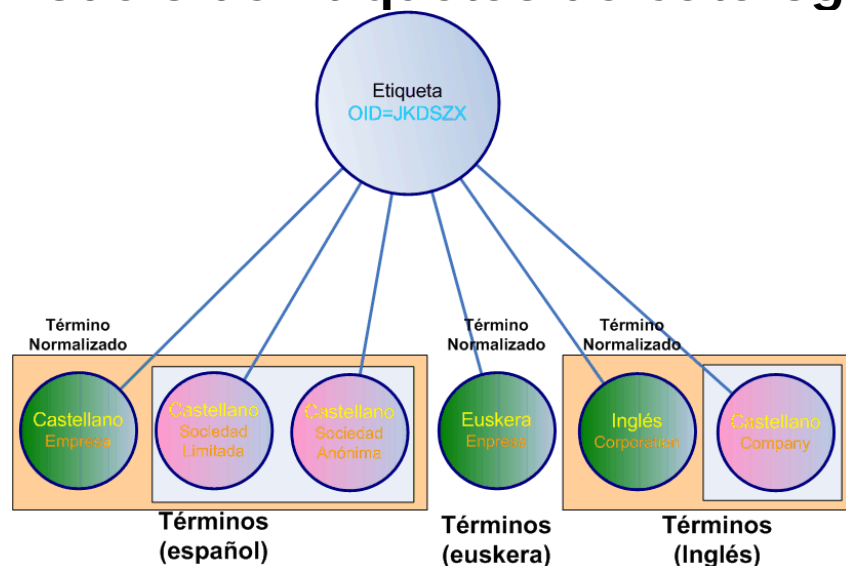 Etiqueta
OID=JKDSZX
Término
Normalizado
Término
Normalizado
Término
Normalizado
Castellano
Empresa
Castellano
Sociedad
Limitada
Castellano
Sociedad
Anónima
Euskera
Enpresa
Inglés
Corporation
Castellano
Company
Términos
(español)
Términos
(euskera)
Términos
(Inglés)